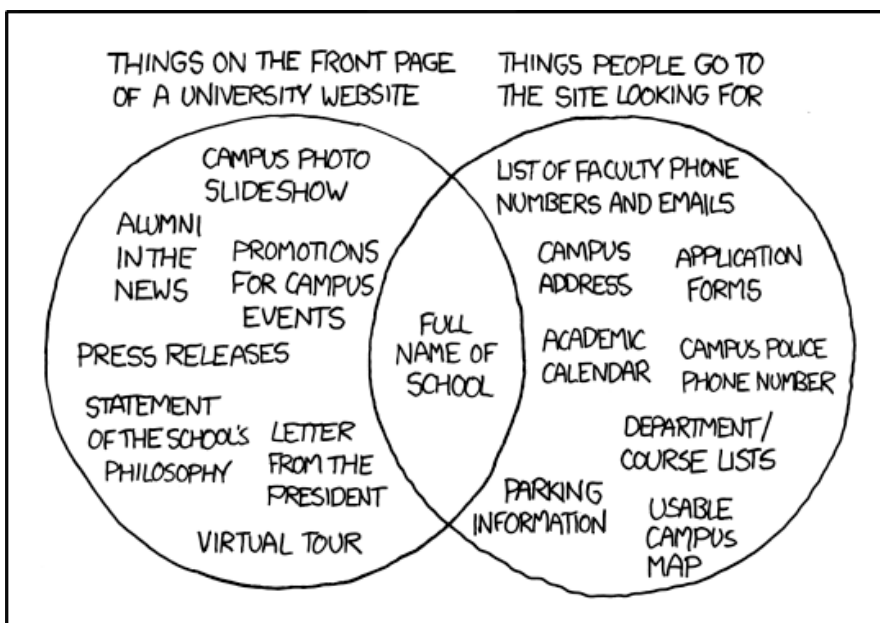 THINGS ON THE FRONT PAGE
OF A UNIVERSITY WEBSITE
THINGS PEOPLE GO TO
THE SITE LOOKING FOR
CAMPUS PHOTO
SLIDESHOW
ALUMNI
IN THE
NEWS
PROMOTIONS
FOR CAMPUS
EVENTS
PRESS RELEASES
STATEMENT
OF THE SCHOOL'S
PHILOSOPHY
LETTER
FROM THE
PRESIDENT
VIRTUAL TOUR
FULL
NAME OF
SCHOOL
LIST OF FACULTY PHONE
NUMBERS AND EMAILS
CAMPUS
ADDRESS
APPLICATION
FORMS
ACADEMIC
CALENDAR
CAMPUS POLICE
PHONE NUMBER
DEPARTMENT/
COURSE LISTS
PARKING
INFORMATION
USABLE
CAMPUS
MAP